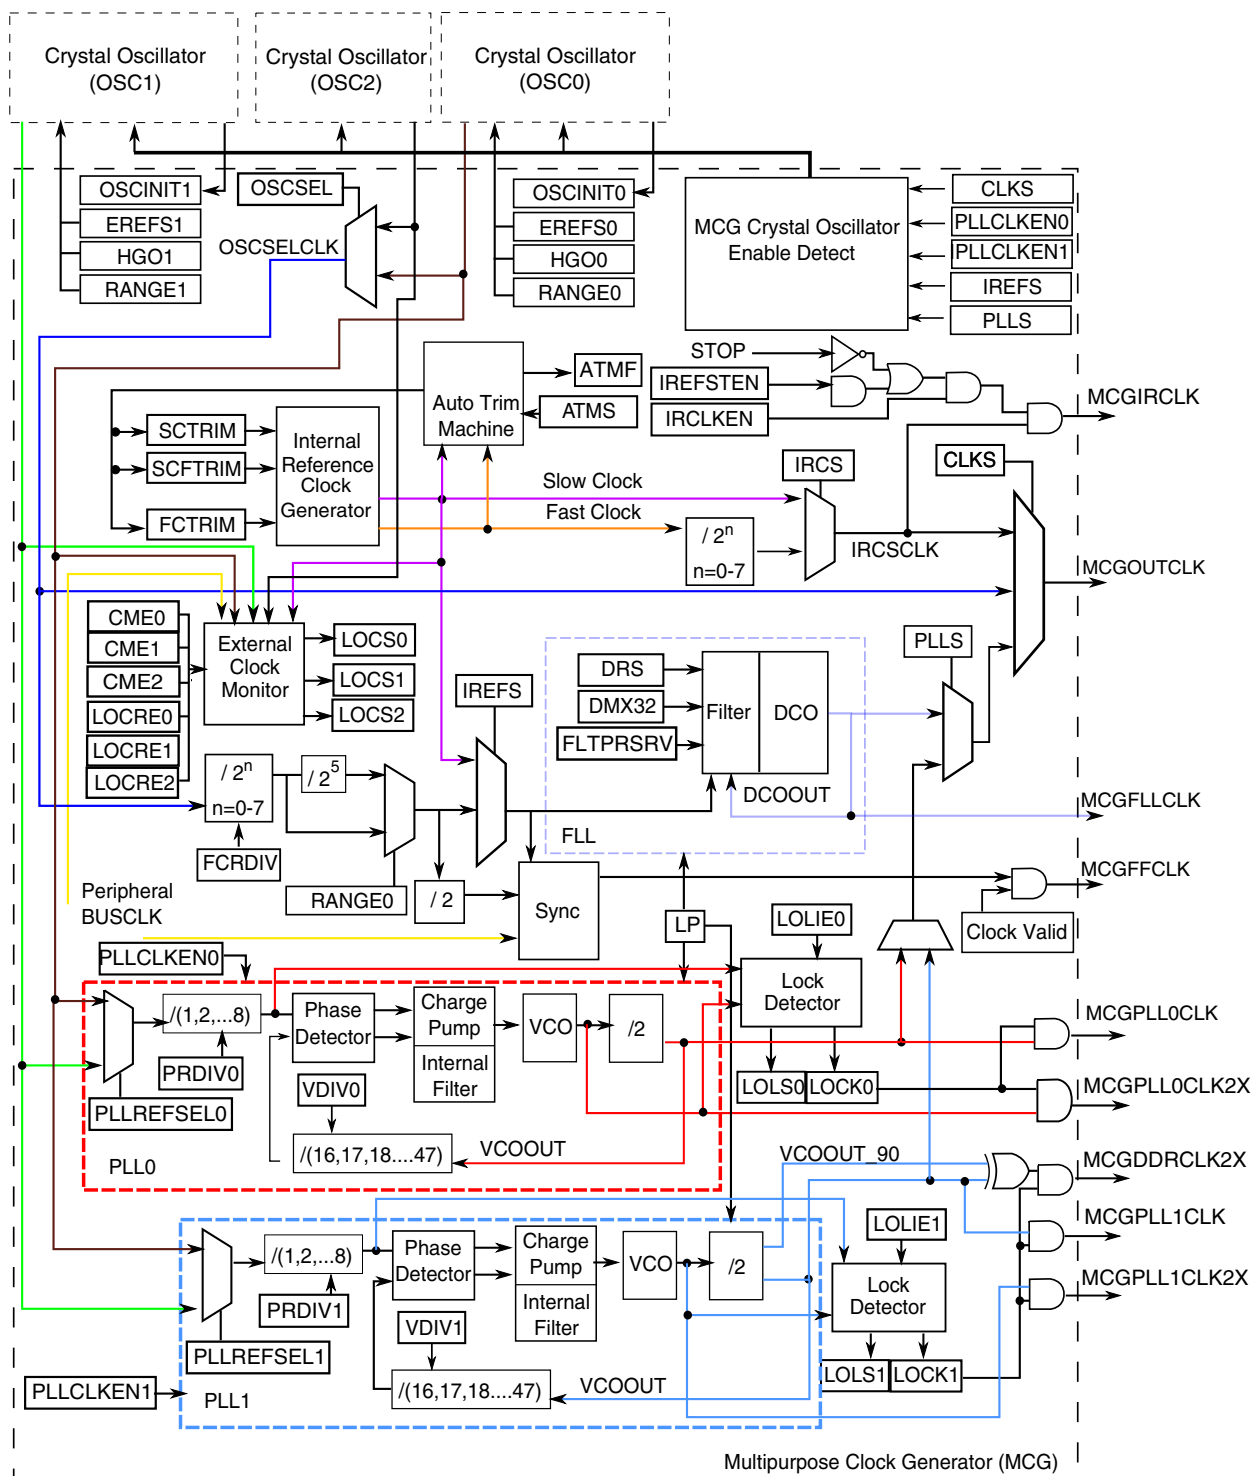 Crystal Oscillator
(OSC1)
Crystal Oscillator
(OSC2)
Crystal Oscillator
(OSC0)
OSCINIT1
EREFS1
HGO1
RANGE1
OSCSEL
OSCSELCLK
OSCINIT0
EREFS0
HGO0
RANGE0
MCG Crystal Oscillator
Enable Detect
CLKS
PLLCLKEN0
PLLCLKEN1
IREFS
PLLS
STOP
IREFSTEN
IRCLKEN
MCGIRCLK
Auto Trim
Machine
ATMF
ATMS
SCTRIM
SCFTRIM
FCTRIM
Internal
Reference
Clock
Generator
Slow Clock
Fast Clock
/ 2n
n=0-7
IRCS
IRCSCLK
CLKS
MCGOUTCLK
CME0
CME1
CME2
LOCRE0
LOCRE1
LOCRE2
External
Clock
Monitor
LOCS0
LOCS1
LOCS2
IREFS
DRS
DMX32
FLTPRSRV
Filter
DCO
PLLS
/ 2n
n=0-7
/ 25
DCOOUT
FLL
MCGFLLCLK
FCRDIV
RANGE0
/ 2
Sync
MCGFFCLK
Clock Valid
Peripheral
BUSCLK
LP
LOLIE0
PLLCLKEN0
/(1,2,...8)
Phase
Detector
Charge
Pump
Internal
Filter
VCO
/2
Lock
Detector
MCGPLL0CLK
PRDIV0
VDIV0
LOLS0
LOCK0
MCGPLL0CLK2X
PLLREFSEL0
/(16,17,18....47)
VCOOUT
PLL0
VCOOUT_90
MCGDDRCLK2X
LOLIE1
MCGPLL1CLK
/(1,2,...8)
Phase
Detector
Charge
Pump
Internal
Filter
VCO
/2
Lock
Detector
MCGPLL1CLK2X
PRDIV1
VDIV1
PLLREFSEL1
LOLS1
LOCK1
PLLCLKEN1
PLL1
/(16,17,18....47)
VCOOUT
Multipurpose Clock Generator (MCG)